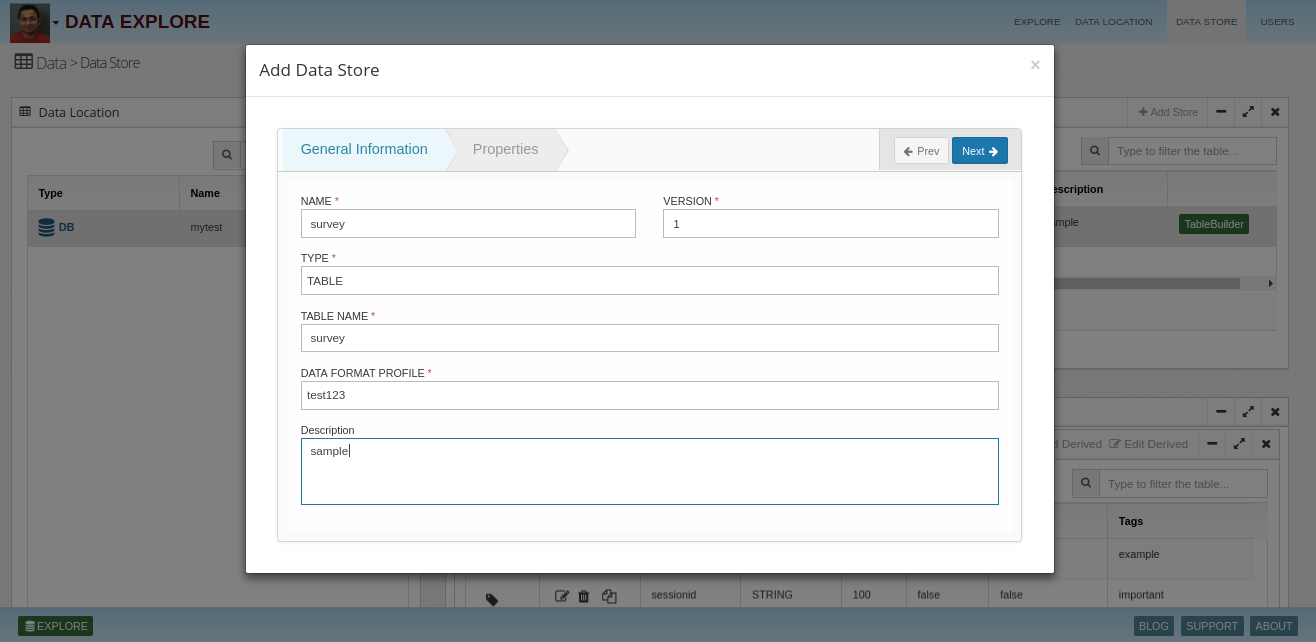 DATA EXPLORE
EXPLORE DATA LOCATION DATA STORE USERS
Data > Data Store
Add Data Store ×
Data Location
Add Store
General Information Properties Prev Next
Type to filter the table...
Type Name
DB mytest
TableBuilder
NAME * VERSION *
survey 1
TYPE *
TABLE
TABLE NAME *
survey
DATA FORMAT PROFILE *
test123
Description
sample
Edit Derived
Type to filter the table...
Tags
example
sessionid STRING 100 false false important
EXPLORE BLOG SUPPORT ABOUT